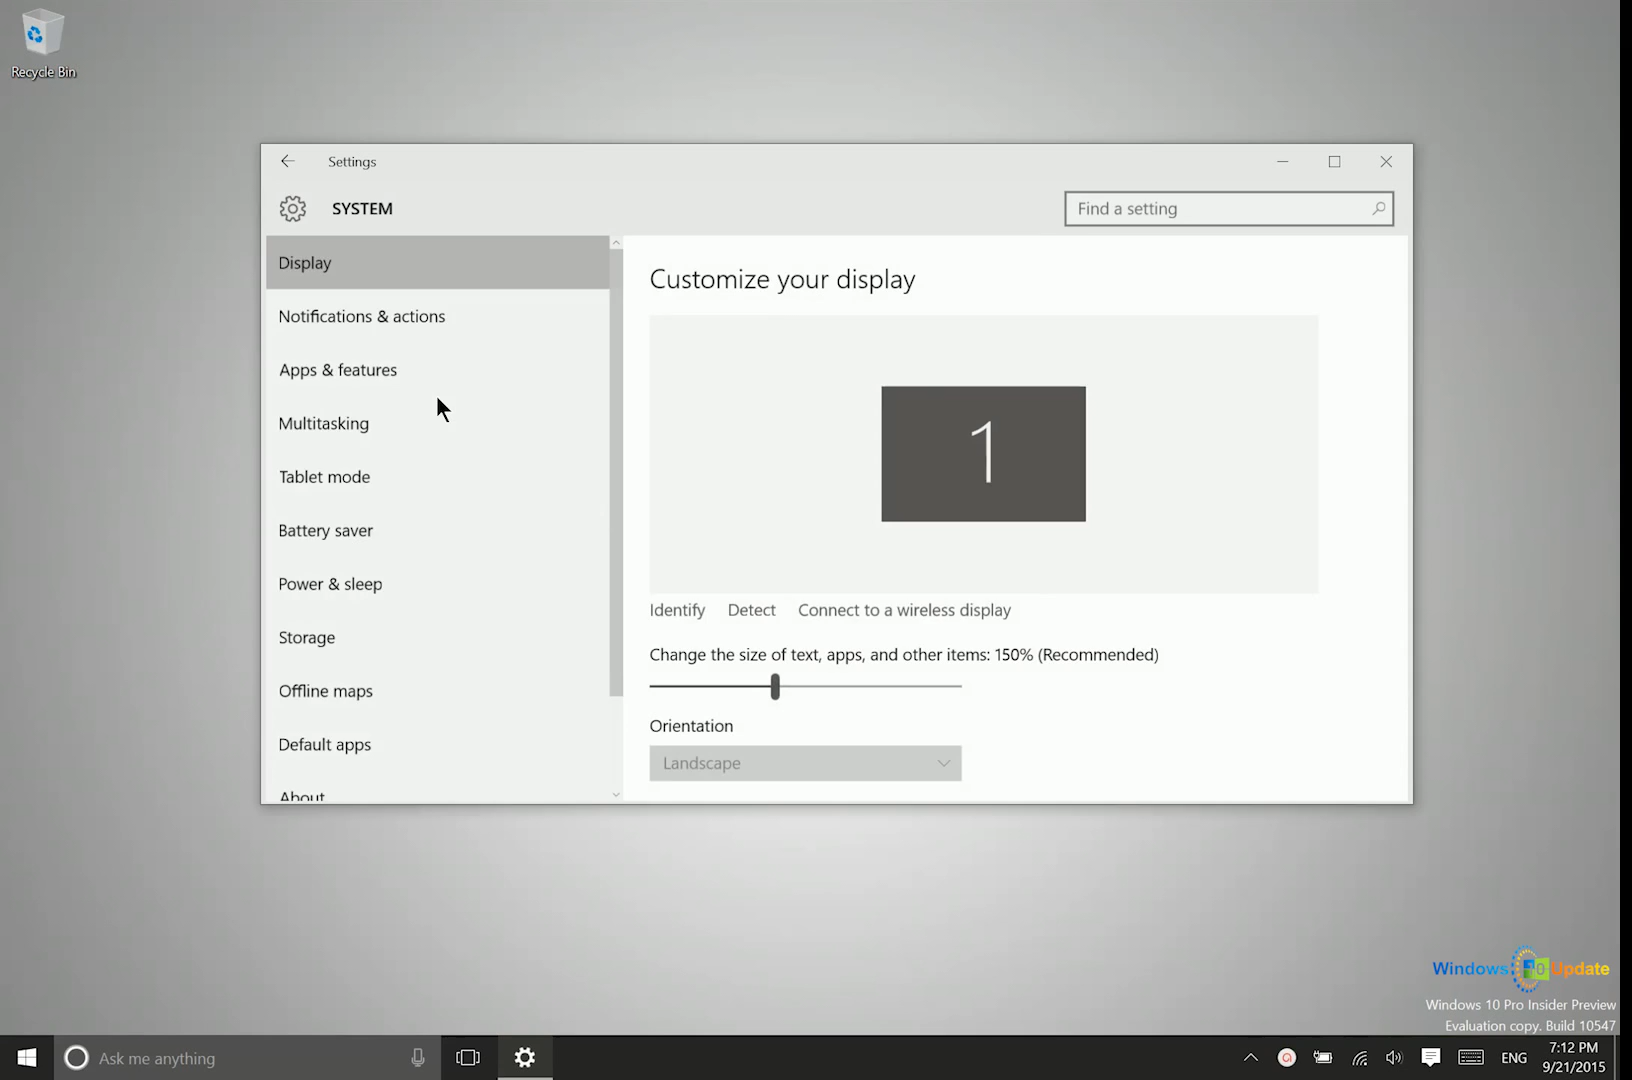 Recycle Bin
Settings
SYSTEM
Find a setting
Display
Notifications & actions
Apps & features
Multitasking
Tablet mode
Battery saver
Power & sleep
Storage
Offline maps
Default apps
About
Customize your display
1
Identify Detect Connect to a wireless display
Change the size of text, apps, and other items: 150% (Recommended)
Orientation
Landscape
Windows 10 Update
Windows 10 Pro Insider Preview
Evaluation copy. Build 10547
Ask me anything
ENG
7:12 PM
9/21/2015